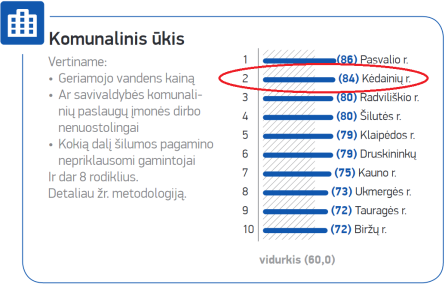 Komunalinis ūkis
Vertiname:
• Geriamojo vandens kainą
• Ar savivaldybės komunali-
nių paslaugų įmonės dirbo
nenuostolingai
• Kokią dalį šilumos pagamino
nepriklausomi gamintojai
Ir dar 8 rodiklius.
Detaliau žr. metodologiją.
1 (86) Pasvalio r.
2 (84) Kėdainių r.
3 (80) Radviliškio r.
4 (80) Šilutės r.
5 (79) Klaipėdos r.
6 (79) Druskininkų
7 (75) Kauno r.
8 (73) Ukmergės r.
9 (72) Tauragės r.
10 (72) Biržų r.
vidurkis (60,0)